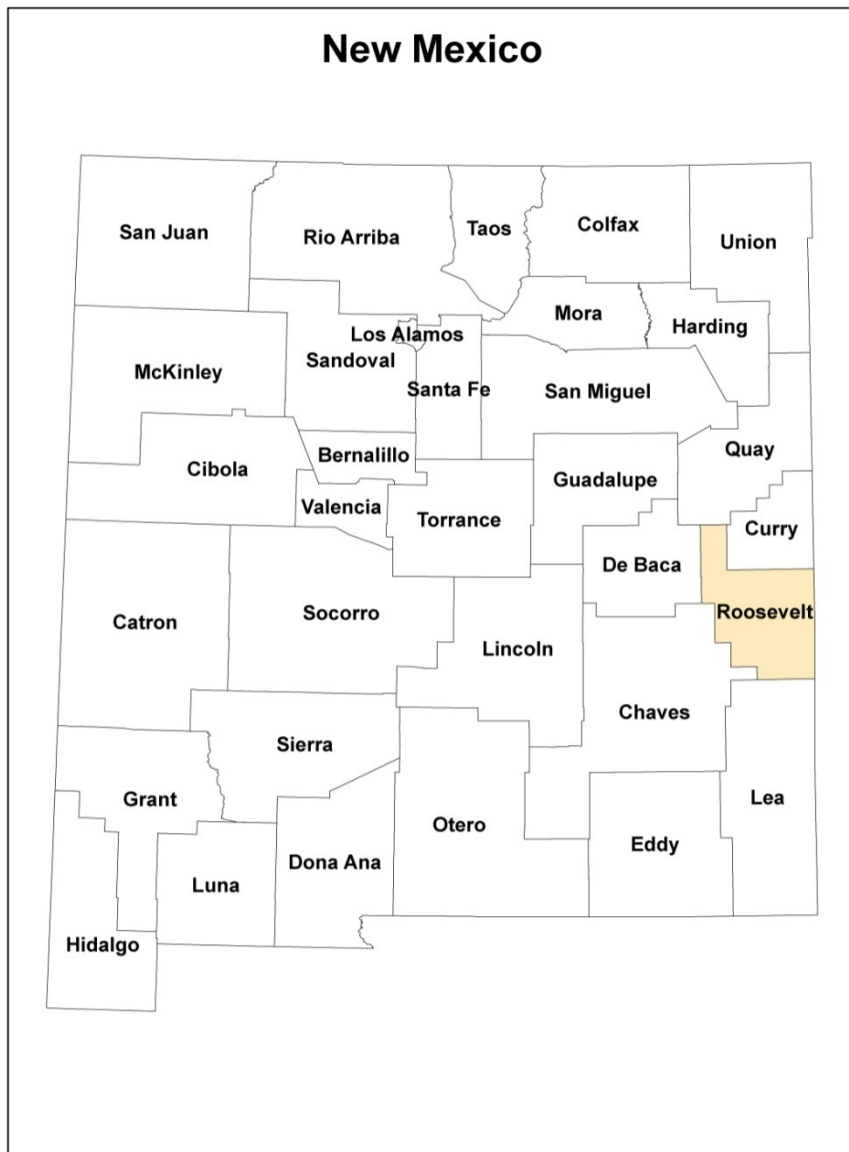 New Mexico
San Juan
Rio Arriba
Taos
Colfax
Union
Mora
Harding
Los Alamos
Sandoval
McKinley
Santa Fe
San Miguel
Quay
Bernalillo
Cibola
Guadalupe
Valencia
Torrance
Curry
De Baca
Roosevelt
Socorro
Catron
Lincoln
Chaves
Sierra
Grant
Lea
Otero
Eddy
Dona Ana
Luna
Hidalgo